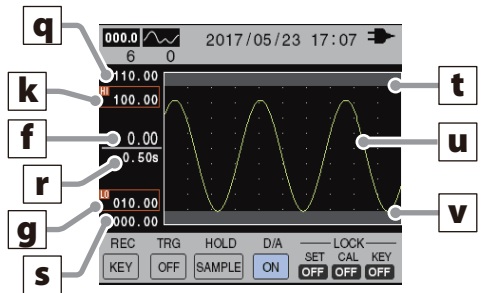 q
k
f
r
g
s
t
u
v
000.0 2017/05/23 17:07
6 0
110.00
HI
100.00
0.00
0.50s
LO
010.00
000.00
REC TRG HOLD D/A LOCK
SET CAL KEY
KEY OFF SAMPLE ON OFF OFF OFF